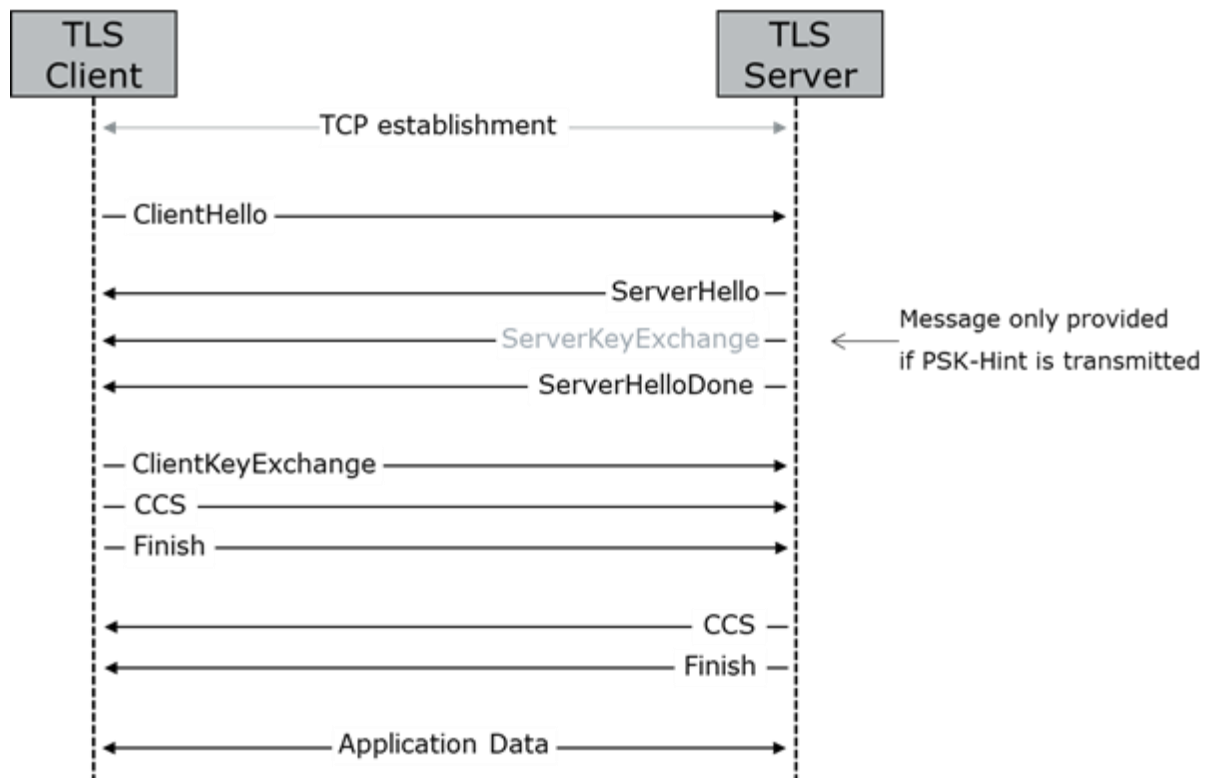 TLS
Client
TLS
Server
TCP establishment
ClientHello
ServerHello
ServerKeyExchange
Message only provided
if PSK-Hint is transmitted
ServerHelloDone
ClientKeyExchange
CCS
Finish
CCS
Finish
Application Data